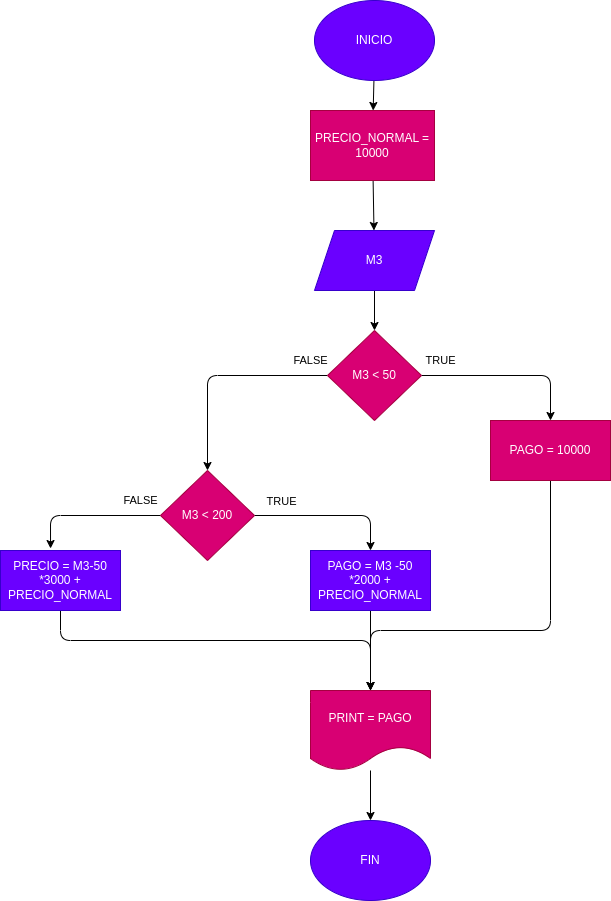 INICIO
PRECIO_NORMAL =
10000
M3
FALSE
TRUE
M3 < 50
PAGO = 10000
FALSE
TRUE
M3 < 200
PRECIO = M3-50
*3000 +
PRECIO_NORMAL
PAGO = M3 -50
*2000 +
PRECIO_NORMAL
PRINT = PAGO
FIN